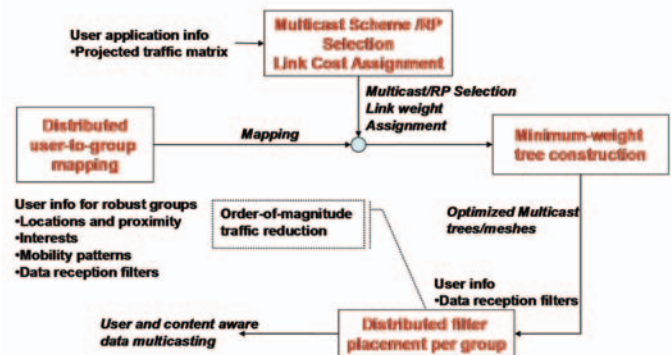 User application info
•Projected traffic matrix
Multicast Scheme /RP
Selection
Link Cost Assignment
Multicast/RP Selection
Link weight
Assignment
Distributed
user-to-group
mapping
Mapping
Minimum-weight
tree construction
User info for robust groups
•Locations and proximity
•Interests
•Mobility patterns
•Data reception filters
Order-of-magnitude
traffic reduction
Optimized Multicast
trees/meshes
User info
•Data reception filters
User and content aware
data multicasting
Distributed filter
placement per group